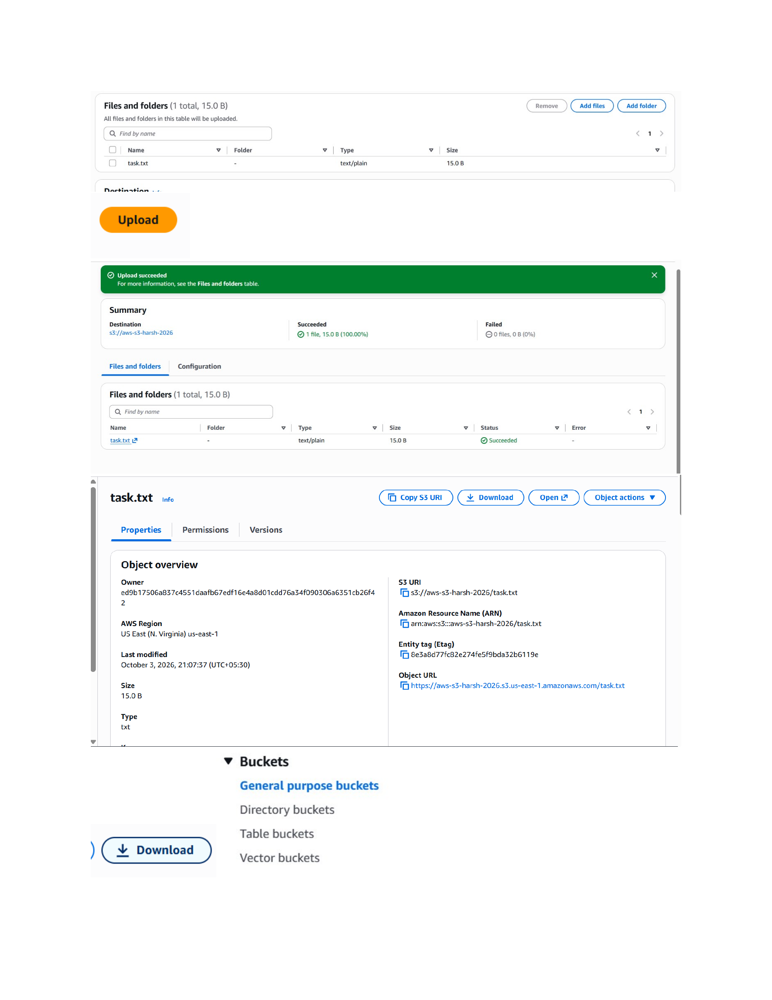 Files and folders (1 total, 15.0 B)
Remove
Add files
Add folder
All files and folders in this table will be uploaded.
Find by name
1
Name Folder Type Size
task.txt - text/plain 15.0 B
Destination
Upload
Upload succeeded
For more information, see the Files and folders table.
Summary
Destination
s3://aws-s3-harsh-2026
Succeeded
1 file, 15.0 B (100.00%)
Failed
0 files, 0 B (0%)
Files and folders
Configuration
Files and folders (1 total, 15.0 B)
Find by name
1
Name Folder Type Size Status Error
task.txt - text/plain 15.0 B Succeeded -
task.txt Info
Copy S3 URI
Download
Open
Object actions
Properties
Permissions
Versions
Object overview
Owner
ed9b17506a837c4551daafb67edf16e4a8d01cdd76a34f090306a6351cb26f4
2
AWS Region
US East (N. Virginia) us-east-1
Last modified
October 3, 2026, 21:07:37 (UTC+05:30)
Size
15.0 B
Type
txt
S3 URI
s3://aws-s3-harsh-2026/task.txt
Amazon Resource Name (ARN)
arn:aws:s3:::aws-s3-harsh-2026/task.txt
Entity tag (Etag)
8e3a8d77fc82e274fe5f9bda32b6119e
Object URL
https://aws-s3-harsh-2026.s3.us-east-1.amazonaws.com/task.txt
Buckets
General purpose buckets
Directory buckets
Table buckets
Vector buckets
Download